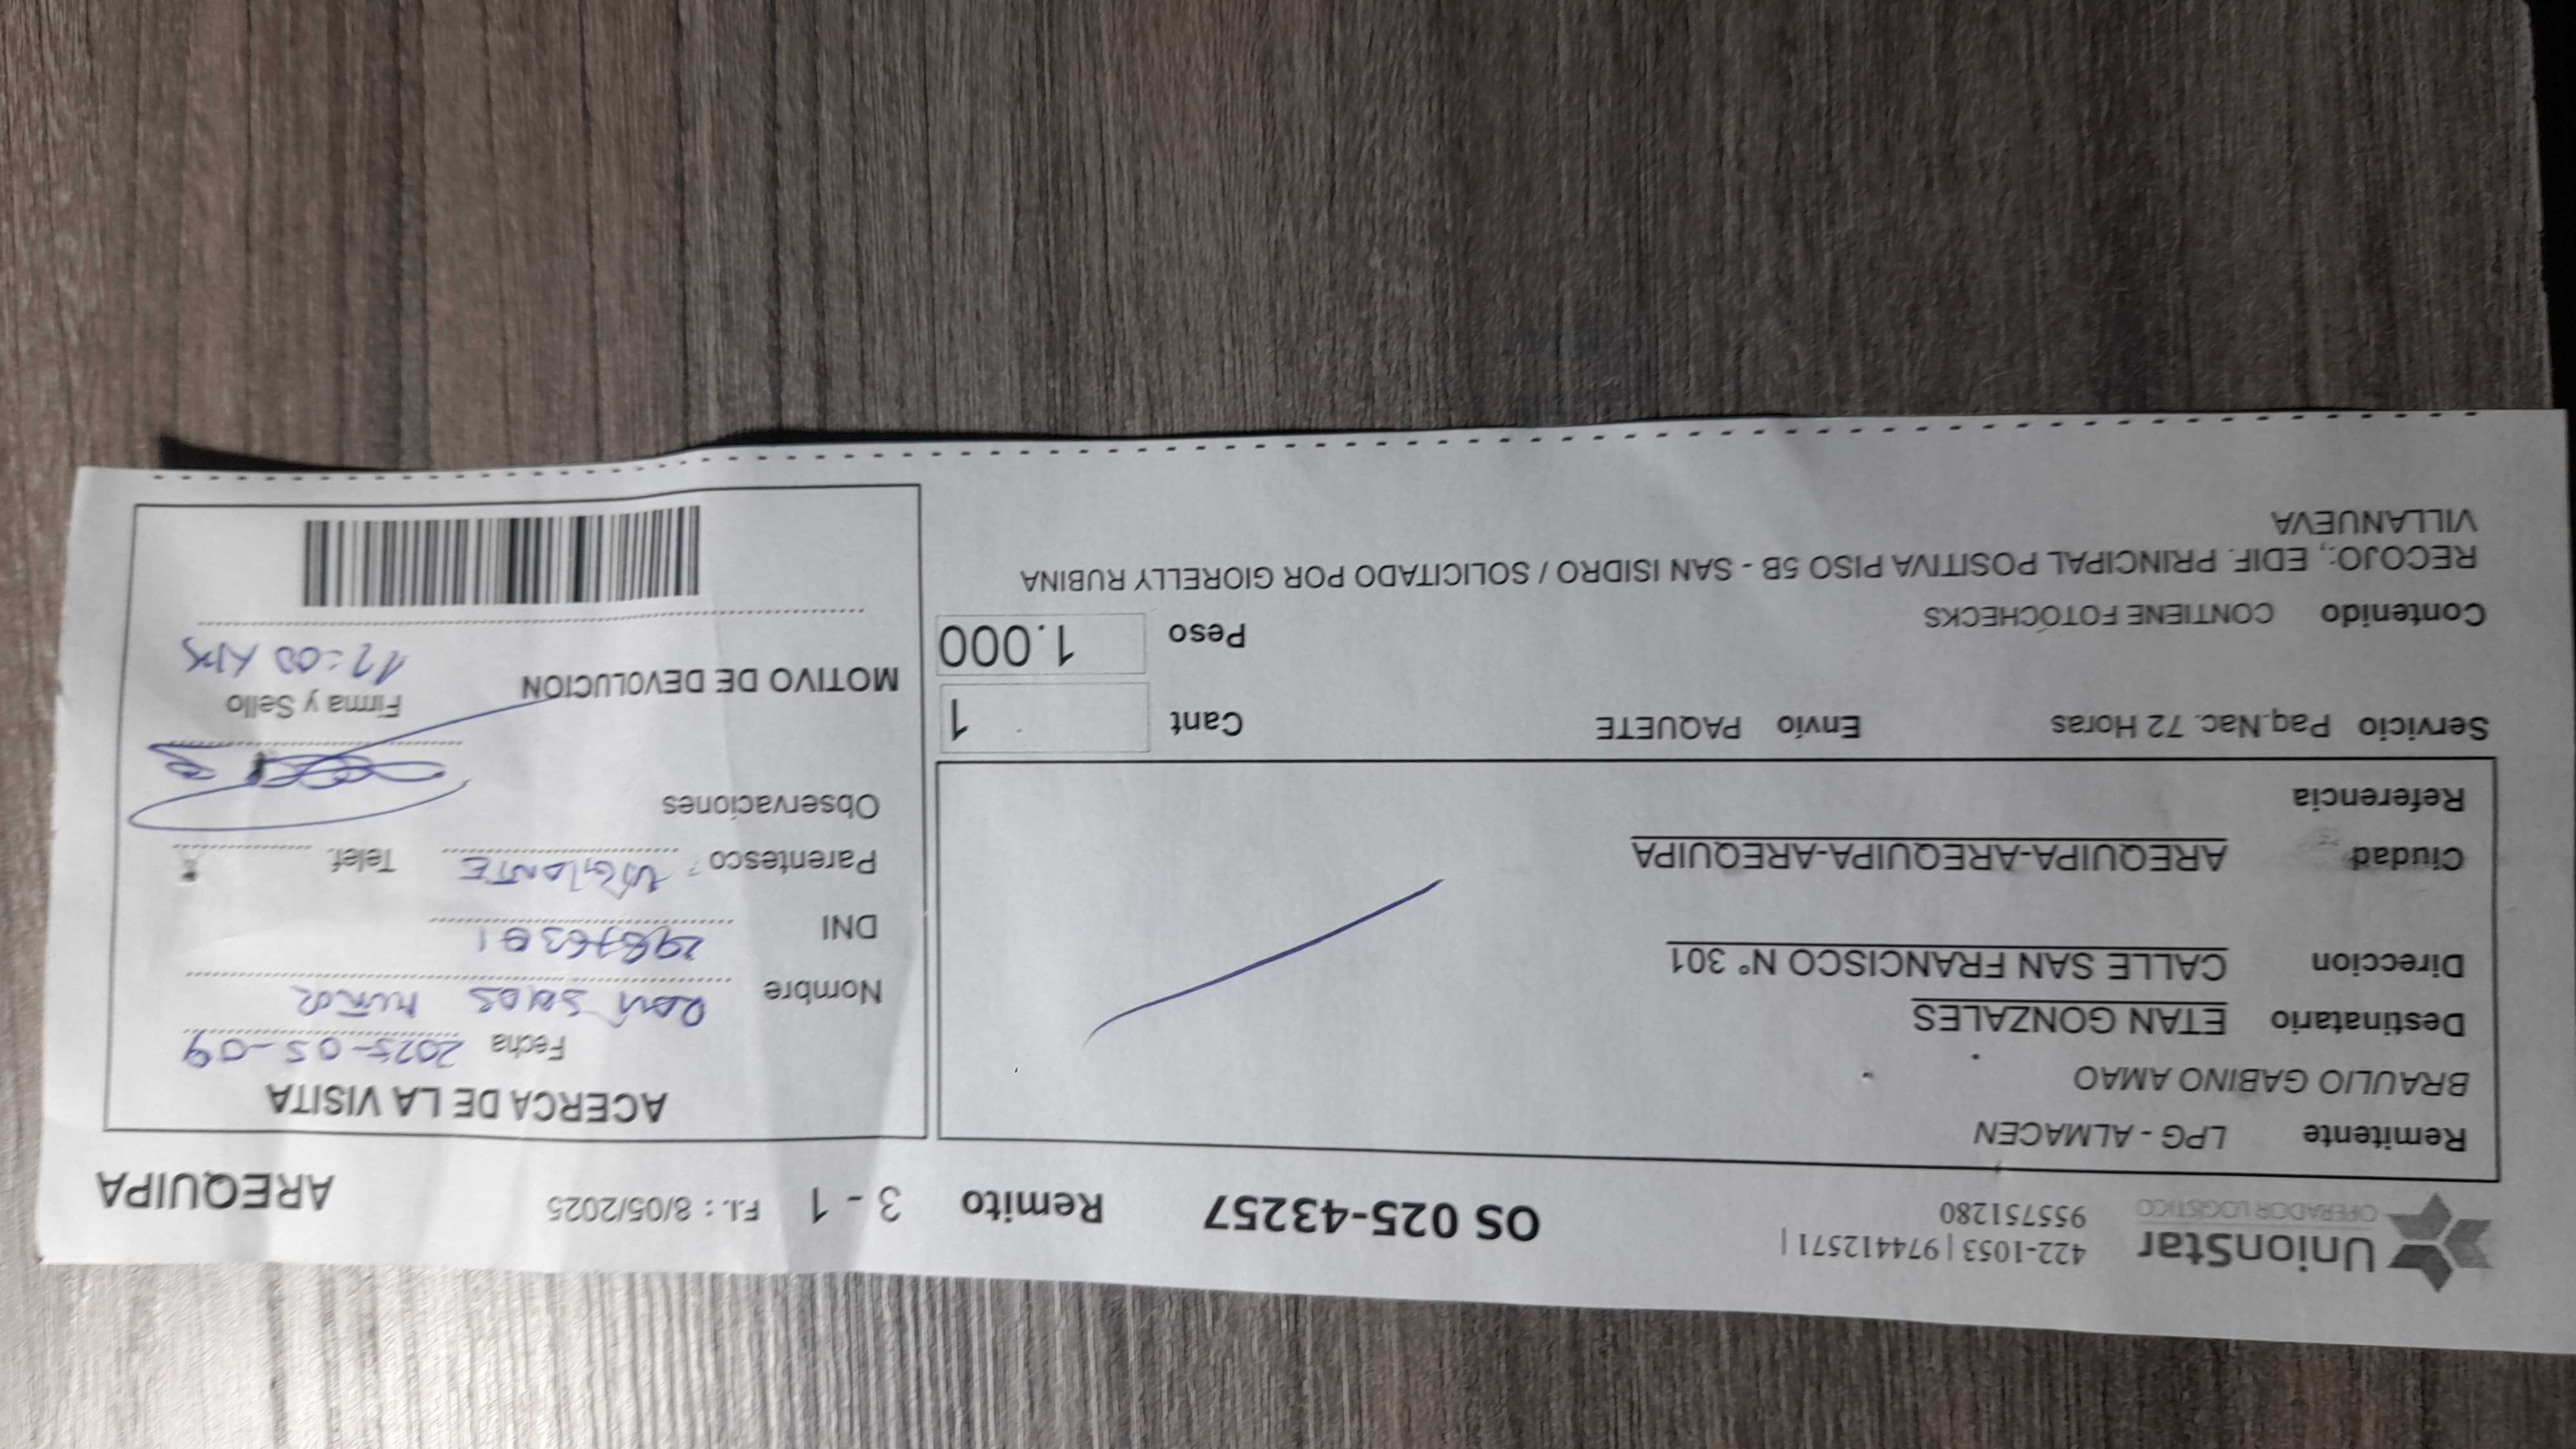 UnionStar
OPERADOR LOGÍSTICO
422-1053 | 974412571 |
955751280
OS 025-43257 Remito 3 - 1 F.I. : 8/05/2025 AREQUIPA
Remitente LPG - ALMACEN
BRAULIO GABINO AMAO
Destinatario ETAN GONZALES
Direccion CALLE SAN FRANCISCO N° 301
Ciudad AREQUIPA-AREQUIPA-AREQUIPA
Referencia
Servicio Paq.Nac. 72 Horas Envío PAQUETE Cant 1
Contenido CONTIENE FOTOCHECKS Peso 1.000
RECOJO:, EDIF. PRINCIPAL POSITIVA PISO 5B - SAN ISIDRO / SOLICITADO POR GIORELLY RUBINA
VILLANUEVA
ACERCA DE LA VISITA
Fecha 2025-05-09
Nombre
DNI
Parentesco VIGILANTE Telef.
Observaciones
Firma y Sello
MOTIVO DE DEVOLUCION